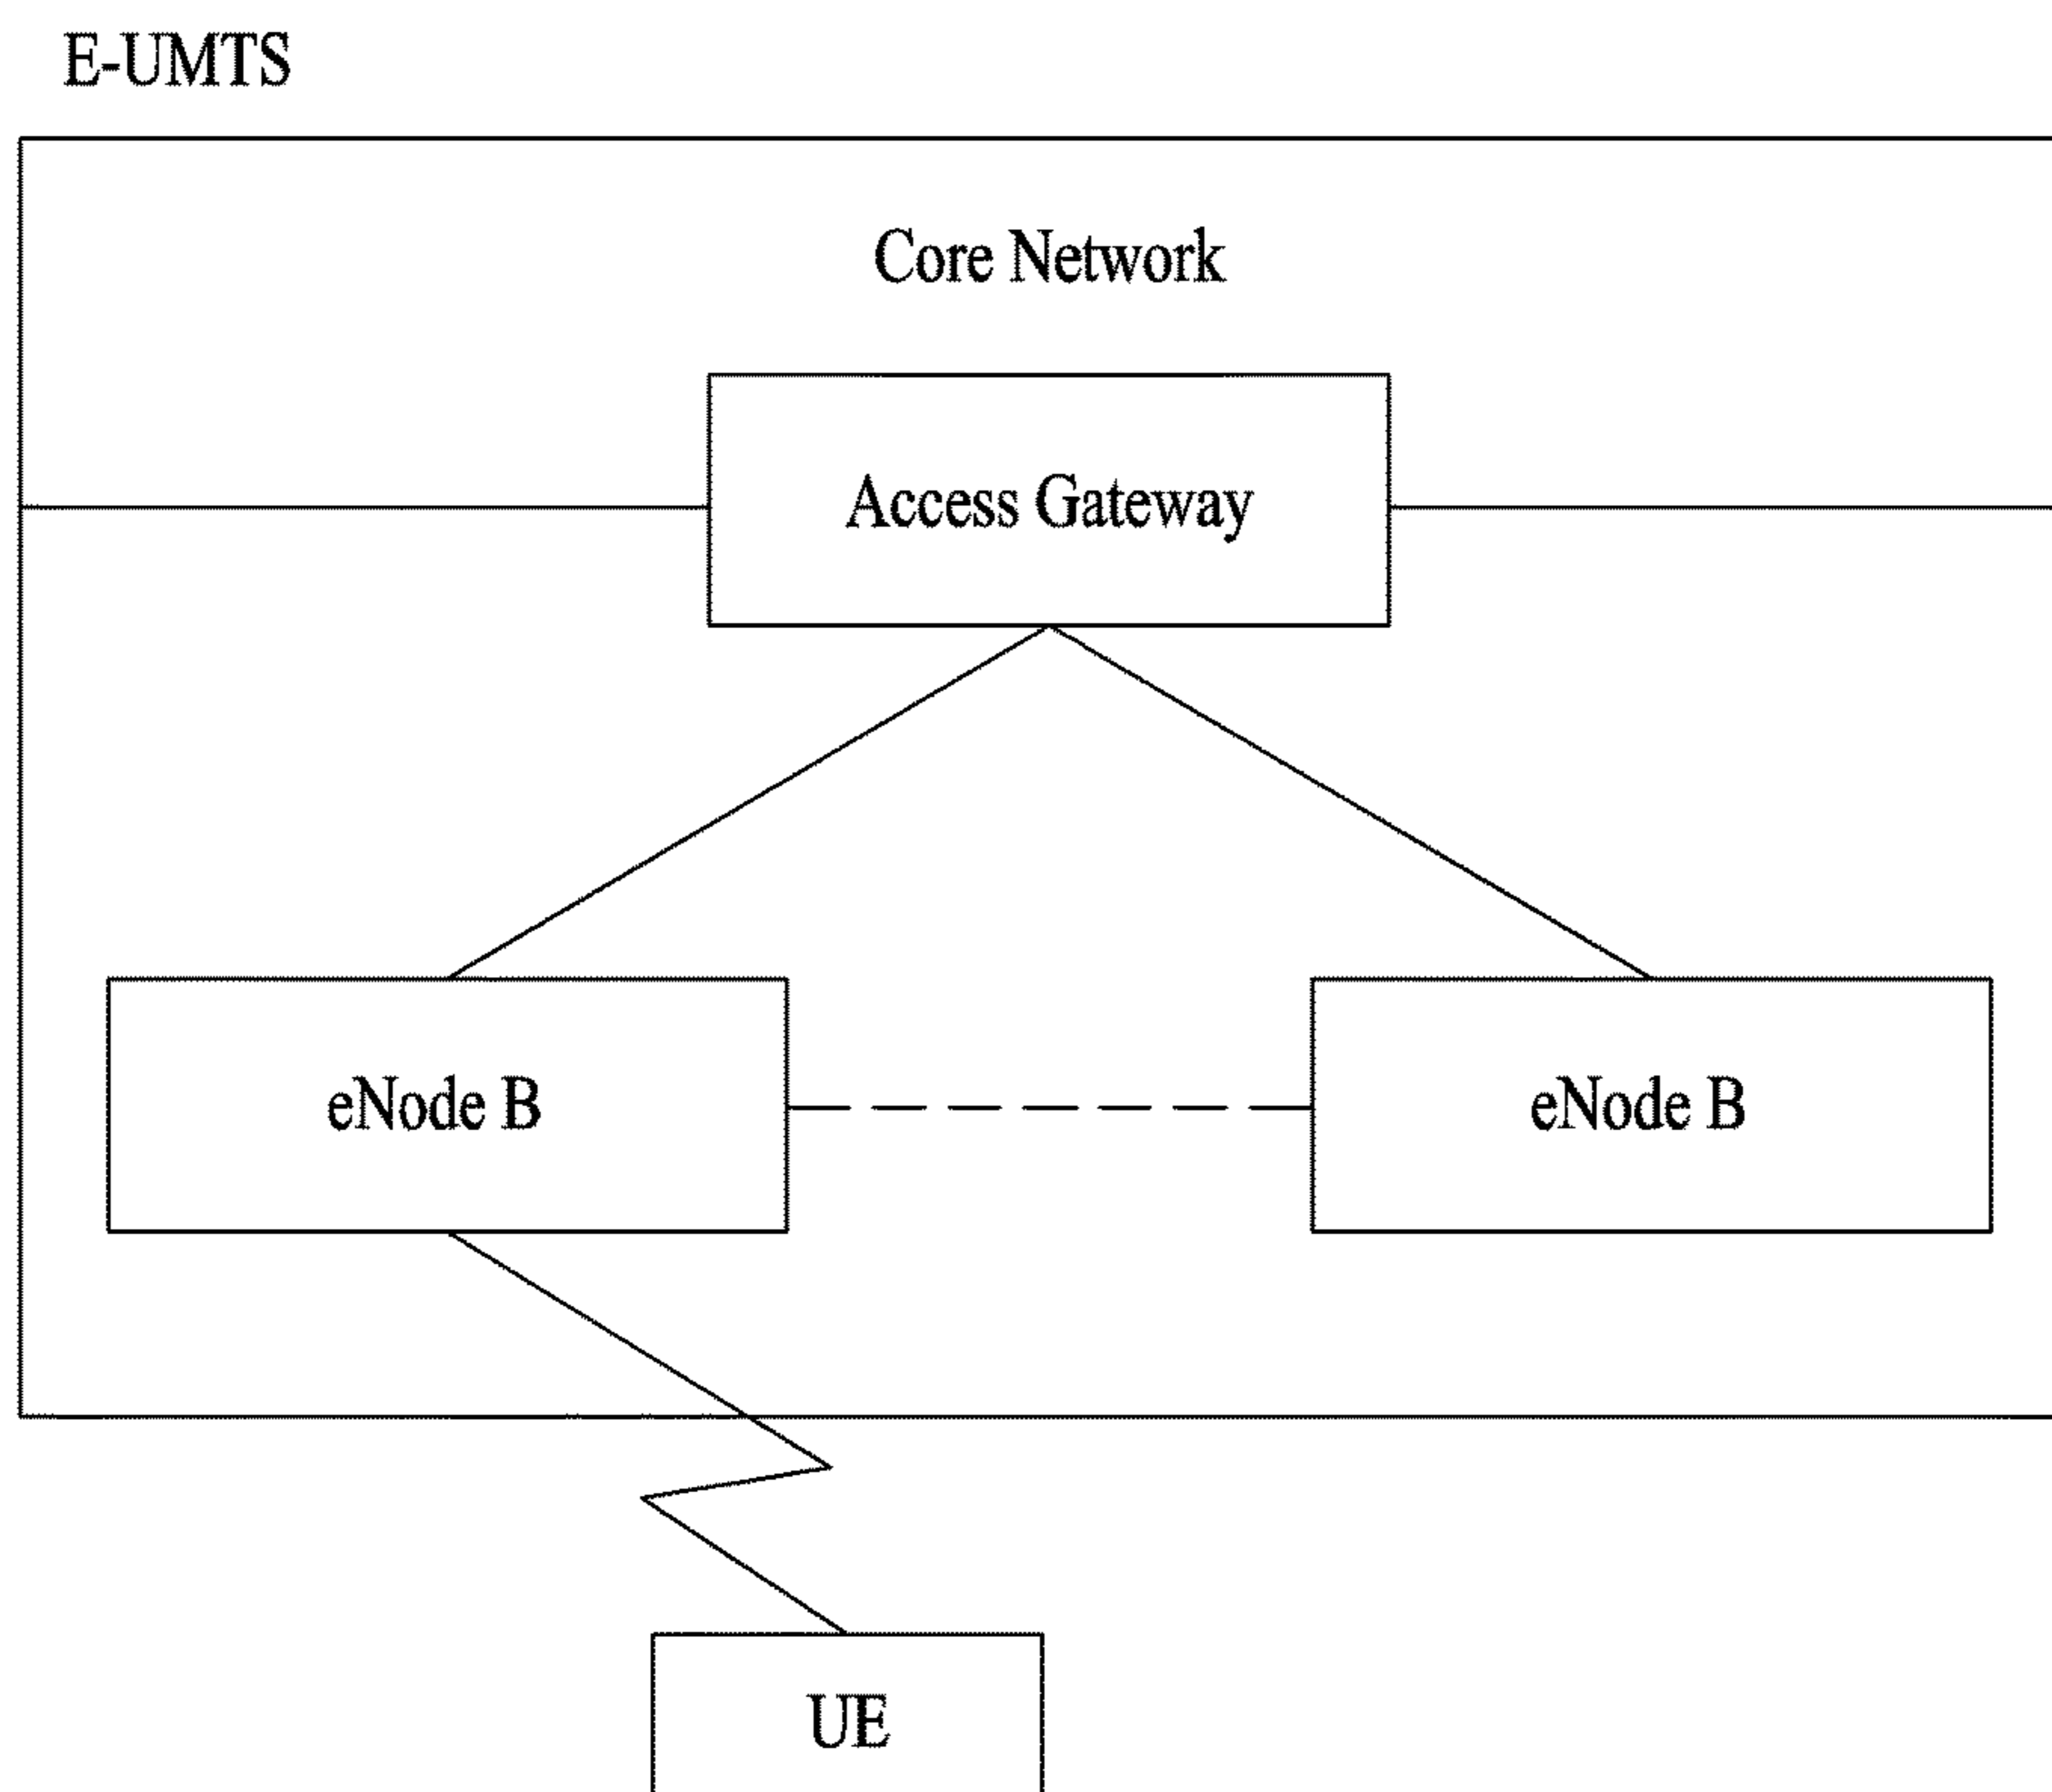 E-UMTS
Core Network
Access Gateway
eNode B
eNode B
UE